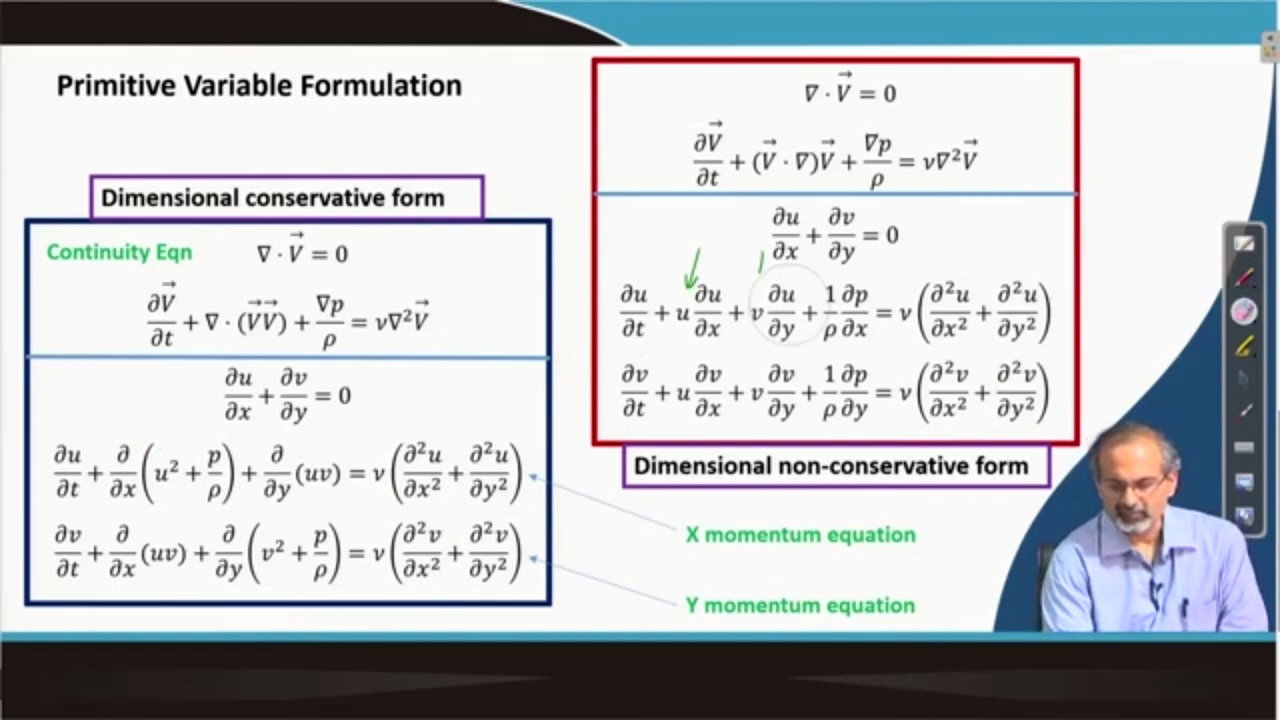 Primitive Variable Formulation
Dimensional conservative form
Continuity Eqn ∇ · V⃗ = 0
∂V⃗/∂t + ∇ · (V⃗V⃗) + ∇p/ρ = ν∇²V⃗
∂u/∂x + ∂v/∂y = 0
∂u/∂t + ∂/∂x (u² + p/ρ) + ∂/∂y (uv) = ν (∂²u/∂x² + ∂²u/∂y²)
∂v/∂t + ∂/∂x (uv) + ∂/∂y (v² + p/ρ) = ν (∂²v/∂x² + ∂²v/∂y²)
∇ · V⃗ = 0
∂V⃗/∂t + (V⃗ · ∇)V⃗ + ∇p/ρ = ν∇²V⃗
∂u/∂x + ∂v/∂y = 0
∂u/∂t + u ∂u/∂x + v ∂u/∂y + 1/ρ ∂p/∂x = ν (∂²u/∂x² + ∂²u/∂y²)
∂v/∂t + u ∂v/∂x + v ∂v/∂y + 1/ρ ∂p/∂y = ν (∂²v/∂x² + ∂²v/∂y²)
Dimensional non-conservative form
X momentum equation
Y momentum equation